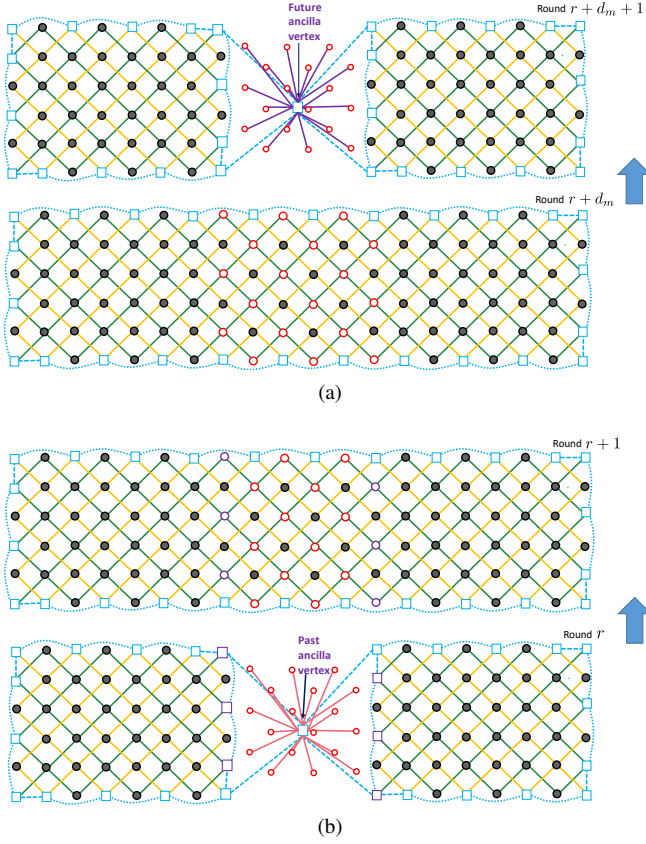 Future
ancilla
vertex
Round r + d_m + 1
Round r + d_m
(a)
Round r + 1
Past
ancilla
vertex
Round r
(b)